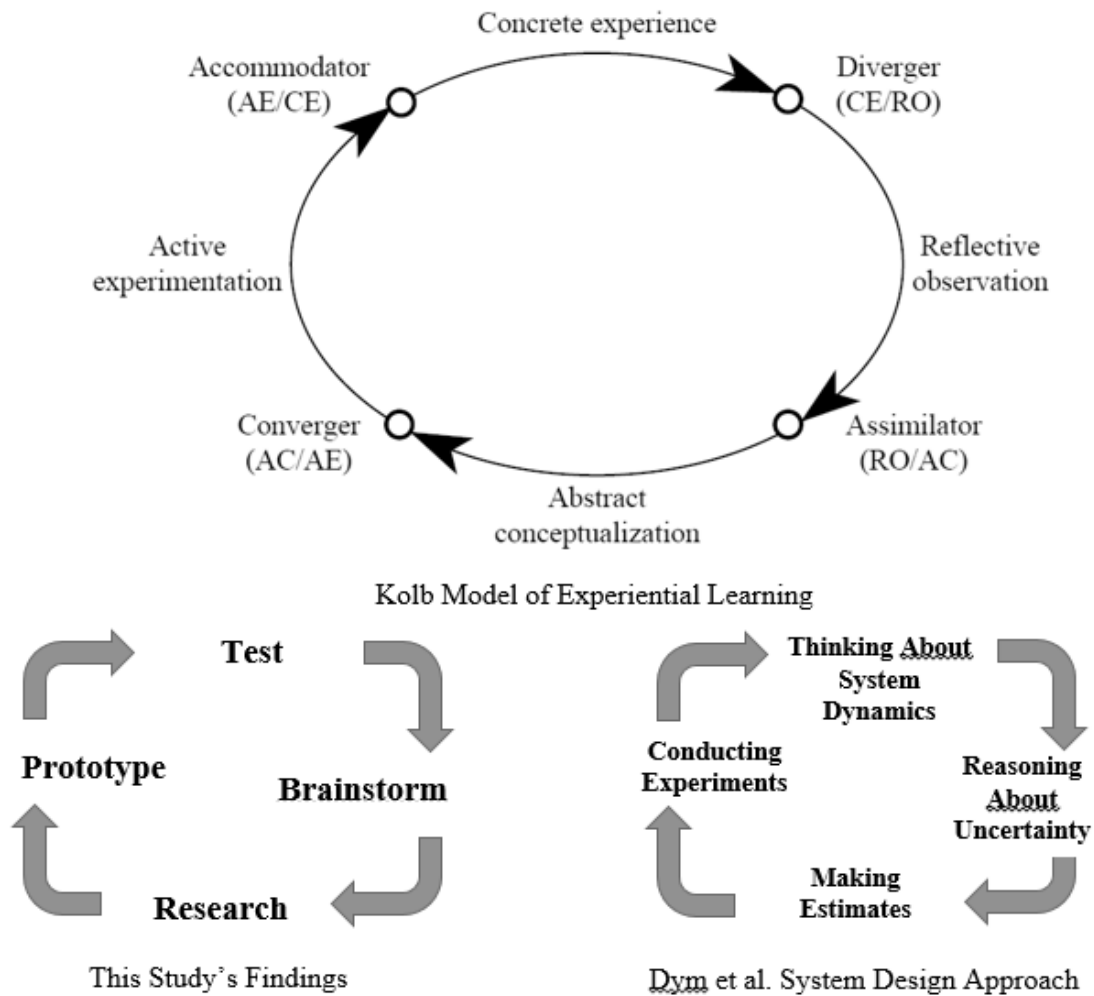 Concrete experience
Accommodator
(AE/CE)
Diverger
(CE/RO)
Active
experimentation
Reflective
observation
Converger
(AC/AE)
Assimilator
(RO/AC)
Abstract
conceptualization
Kolb Model of Experiential Learning
Test
Prototype
Brainstorm
Research
This Study’s Findings
Thinking About
System
Dynamics
Conducting
Experiments
Reasoning
About
Uncertainty
Making
Estimates
Dym et al. System Design Approach